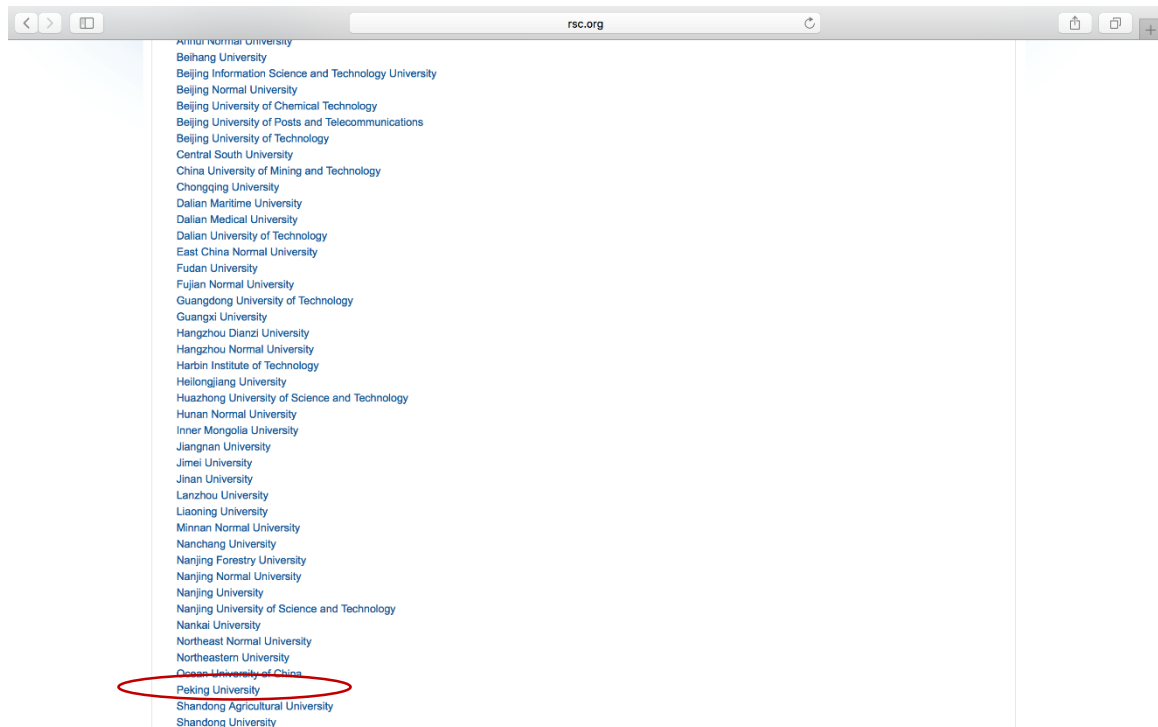 rsc.org
Anhui Normal University
Beihang University
Beijing Information Science and Technology University
Beijing Normal University
Beijing University of Chemical Technology
Beijing University of Posts and Telecommunications
Beijing University of Technology
Central South University
China University of Mining and Technology
Chongqing University
Dalian Maritime University
Dalian Medical University
Dalian University of Technology
East China Normal University
Fudan University
Fujian Normal University
Guangdong University of Technology
Guangxi University
Hangzhou Dianzi University
Hangzhou Normal University
Harbin Institute of Technology
Heilongjiang University
Huazhong University of Science and Technology
Hunan Normal University
Inner Mongolia University
Jiangnan University
Jimei University
Jinan University
Lanzhou University
Liaoning University
Minnan Normal University
Nanchang University
Nanjing Forestry University
Nanjing Normal University
Nanjing University
Nanjing University of Science and Technology
Nankai University
Northeast Normal University
Northeastern University
Ocean University of China
Peking University
Shandong Agricultural University
Shandong University